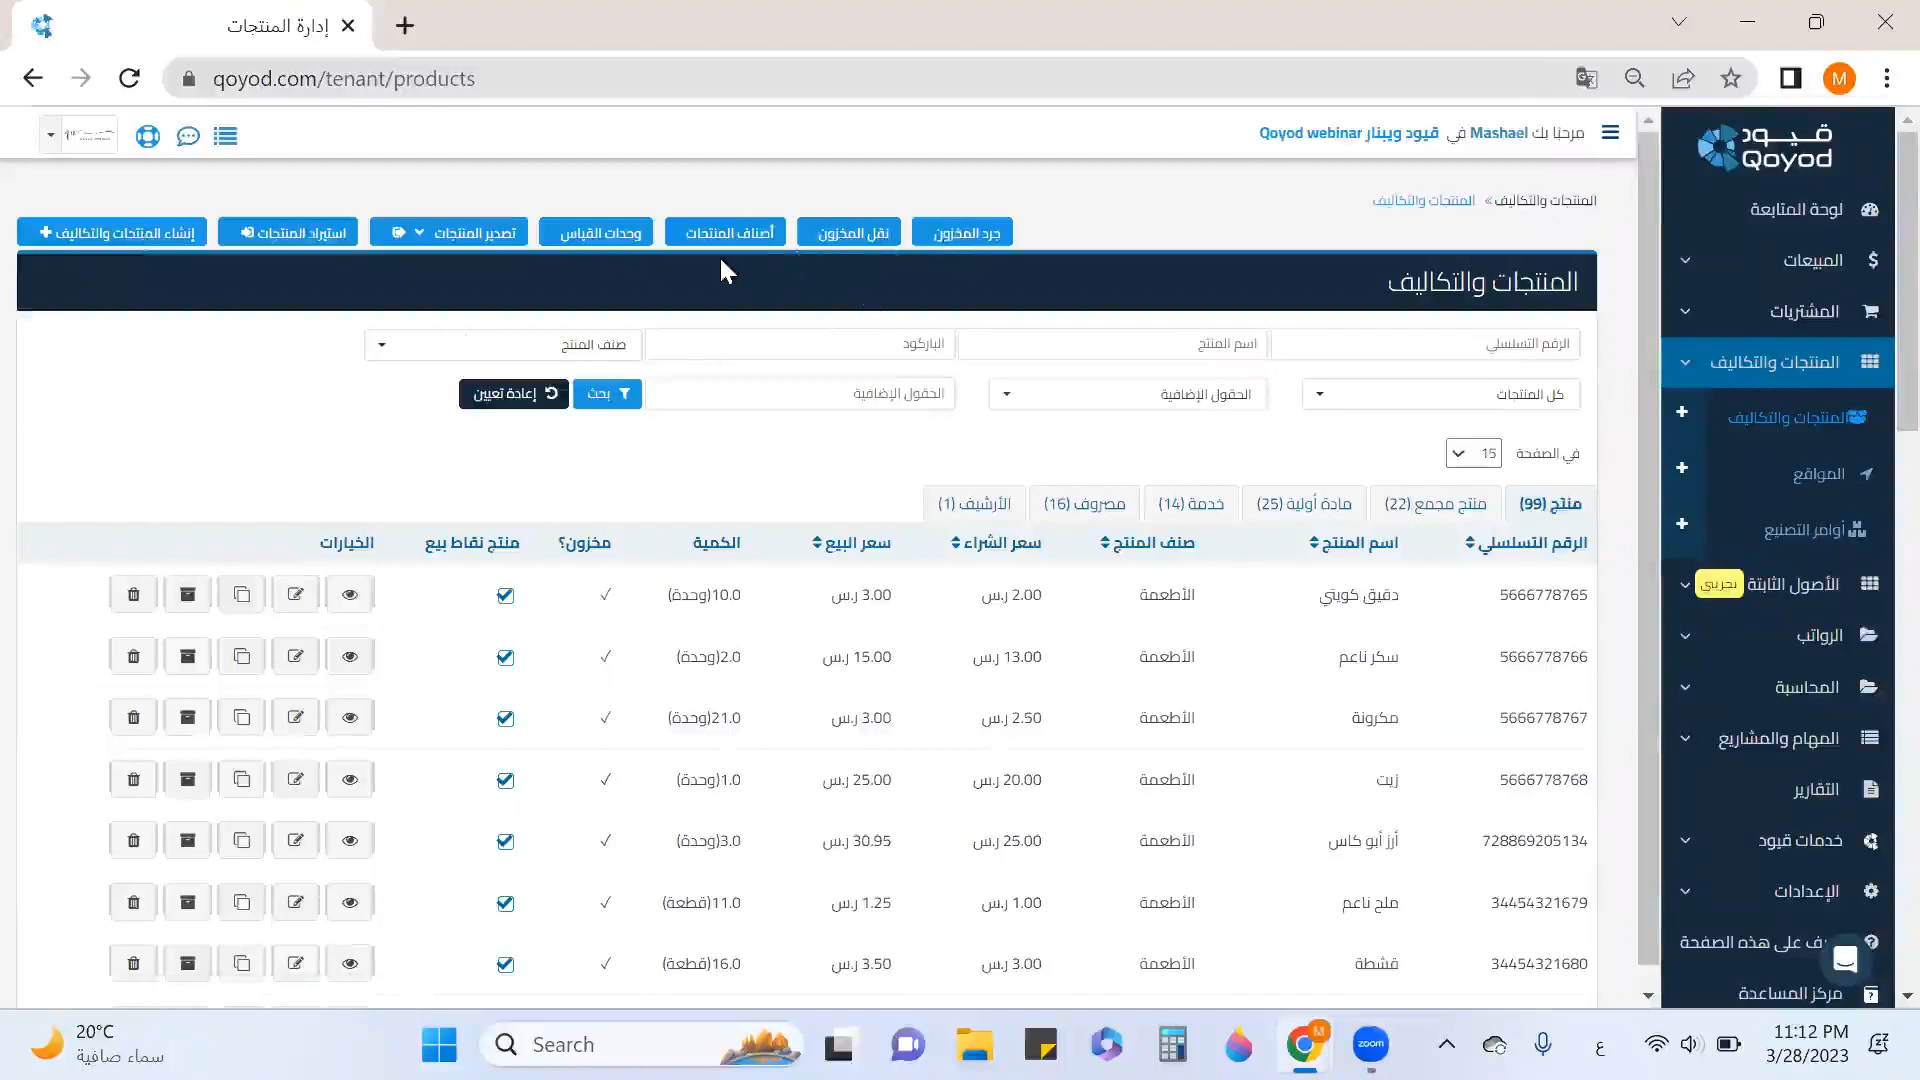 إدارة المنتجات
qoyod.com/tenant/products
M
مرحبًا بك Mashael في قيود ويبنار Qoyod webinar
قيود
Qoyod
المنتجات والتكاليف » المنتجات والتكاليف
جرد المخزون
نقل المخزون
أصناف المنتجات
وحدات القياس
تصدير المنتجات
استيراد المنتجات
إنشاء المنتجات والتكاليف
المنتجات والتكاليف
الرقم التسلسلي
اسم المنتج
الباركود
صنف المنتج
كل المنتجات
الحقول الإضافية
الحقول الإضافية
بحث
إعادة تعيين
في الصفحة 15
منتج (99)
منتج مجمع (22)
مادة أولية (25)
خدمة (14)
مصروف (16)
الأرشيف (1)
الرقم التسلسلي اسم المنتج صنف المنتج سعر الشراء سعر البيع الكمية مخزون؟ منتج نقاط بيع الخيارات
5666778765 دقيق كويتي الأطعمة 2.00 ر.س 3.00 ر.س 10.0(وحدة) ✓
5666778766 سكر ناعم الأطعمة 13.00 ر.س 15.00 ر.س 2.0(وحدة) ✓
5666778767 مكرونة الأطعمة 2.50 ر.س 3.00 ر.س 21.0(وحدة) ✓
5666778768 زيت الأطعمة 20.00 ر.س 25.00 ر.س 1.0(وحدة) ✓
728869205134 أرز أبو كاس الأطعمة 25.00 ر.س 30.95 ر.س 3.0(وحدة) ✓
34454321679 ملح ناعم الأطعمة 1.00 ر.س 1.25 ر.س 11.0(قطعة) ✓
34454321680 قشطة الأطعمة 3.00 ر.س 3.50 ر.س 16.0(قطعة) ✓
لوحة المتابعة
المبيعات
المشتريات
المنتجات والتكاليف
المنتجات والتكاليف
المواقع
أوامر التصنيع
الأصول الثابتة تجريبي
الرواتب
المحاسبة
المهام والمشاريع
التقارير
خدمات قيود
الإعدادات
على هذه الصفحة
مركز المساعدة
20°C
سماء صافية
Search
M
zoom
ع
11:12 PM
3/28/2023